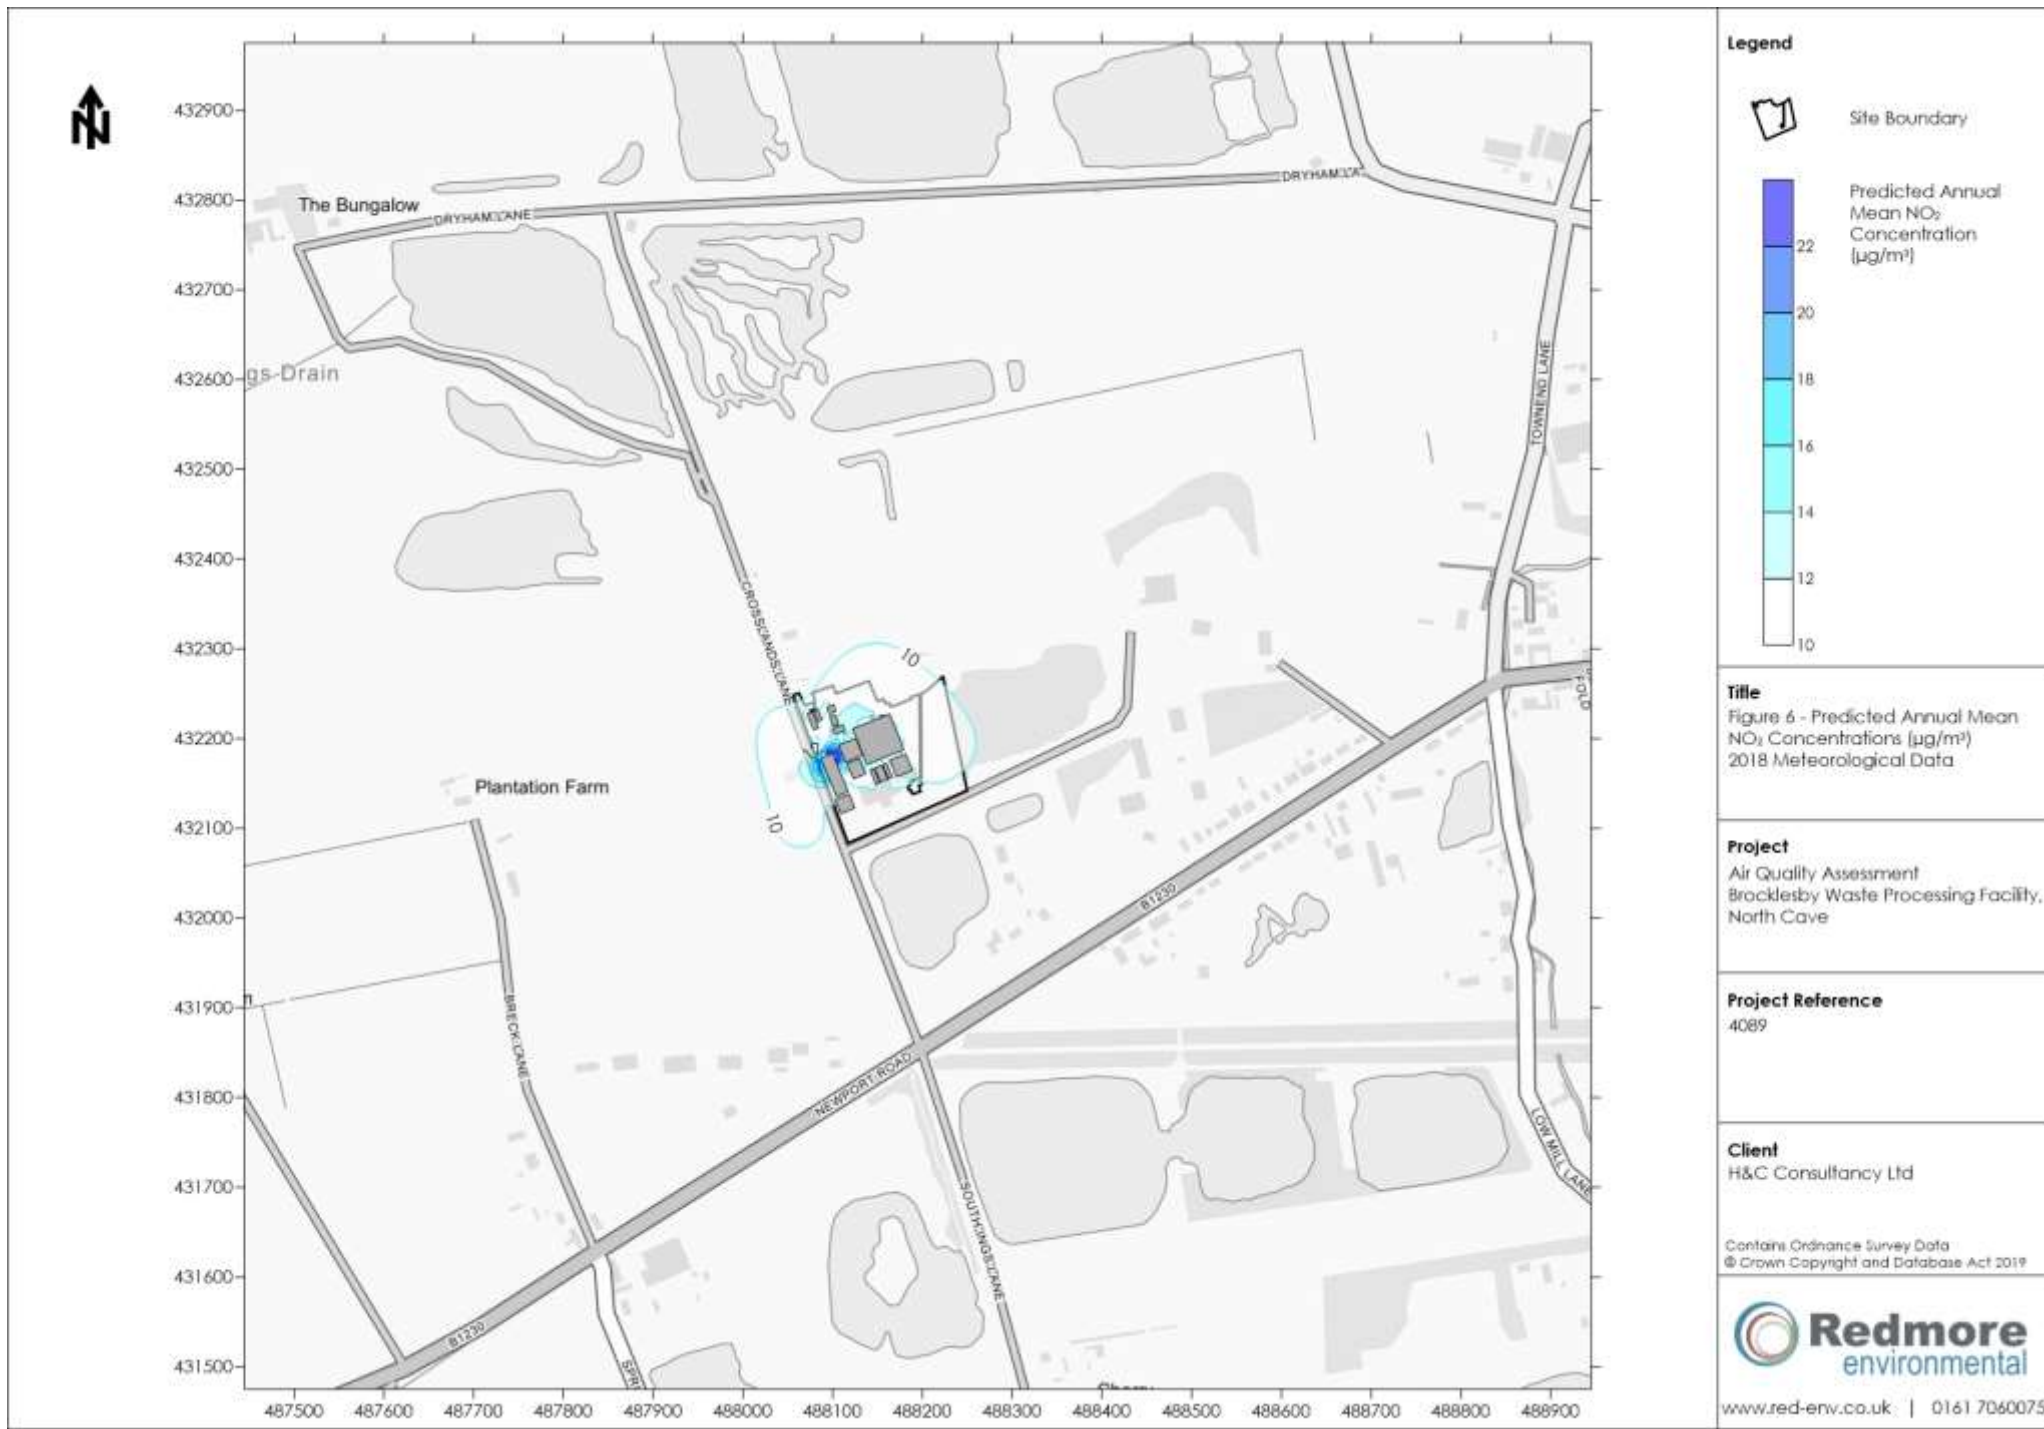 N
432900
432800
432700
432600
432500
432400
432300
432200
432100
432000
431900
431800
431700
431600
431500
487500
487600
487700
487800
487900
488000
488100
488200
488300
488400
488500
488600
488700
488800
488900
The Bungalow
DRYHAM LANE
DRYHAM LA
gs Drain
TOWNEND LANE
CROSSLANDS LANE
10
10
Plantation Farm
FOLD
B1230
BRECK LANE
NEWPORT ROAD
SOUTH INGS LANE
LOW MILL LANE
B1230
SPRI
Legend
Site Boundary
Predicted Annual
Mean NO₂
Concentration
(µg/m³)
22
20
18
16
14
12
10
Title
Figure 6 - Predicted Annual Mean
NO₂ Concentrations (µg/m³)
2018 Meteorological Data
Project
Air Quality Assessment
Brocklesby Waste Processing Facility,
North Cave
Project Reference
4089
Client
H&C Consultancy Ltd
Contains Ordnance Survey Data
© Crown Copyright and Database Act 2019
Redmore
environmental
www.red-env.co.uk | 0161 7060075